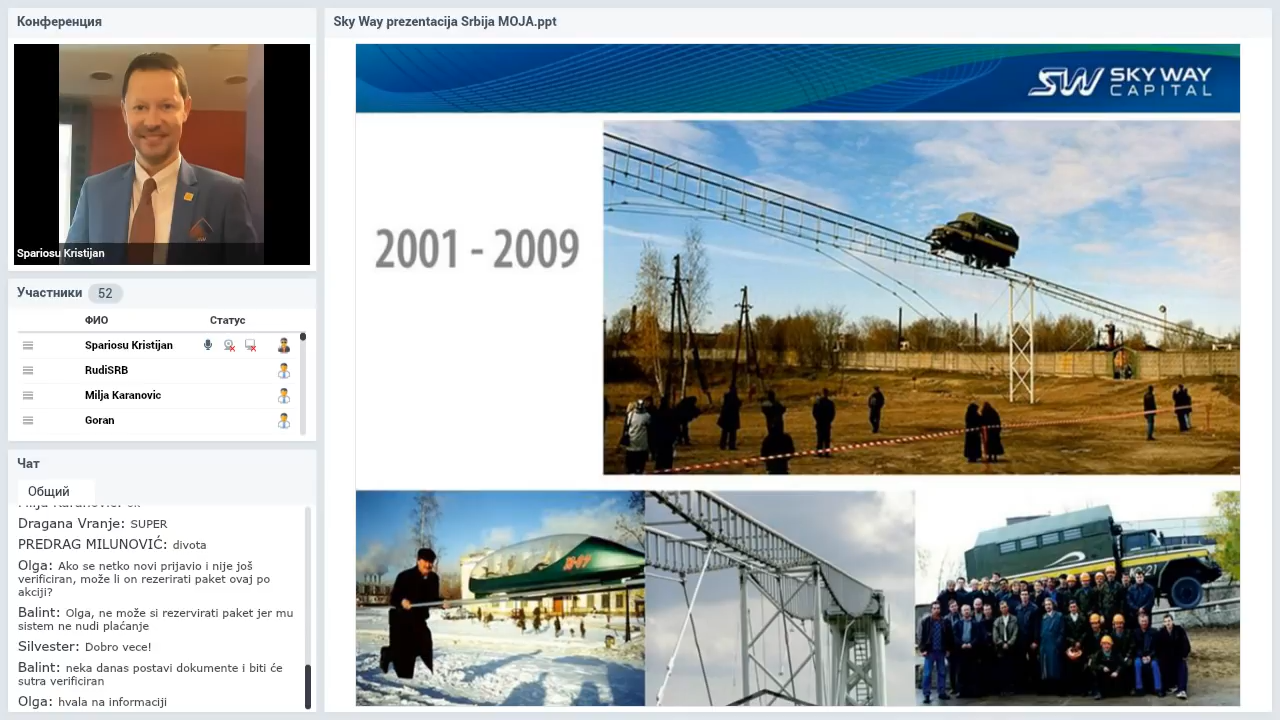 Конференция
Spariosu Kristijan
Участники 52
ФИО Статус
Spariosu Kristijan
RudiSRB
Milja Karanovic
Goran
Чат
Общий
Dragana Vranje: SUPER
PREDRAG MILUNOVIĆ: divota
Olga: Ako se netko novi prijavio i nije još
verificiran, može li on rezerirati paket ovaj po
akciji?
Balint: Olga, ne može si rezervirati paket jer mu
sistem ne nudi plaćanje
Silvester: Dobro vece!
Balint: neka danas postavi dokumente i biti će
sutra verificiran
Olga: hvala na informaciji
Sky Way prezentacija Srbija MOJA.ppt
SW SKY WAY
CAPITAL
2001 - 2009